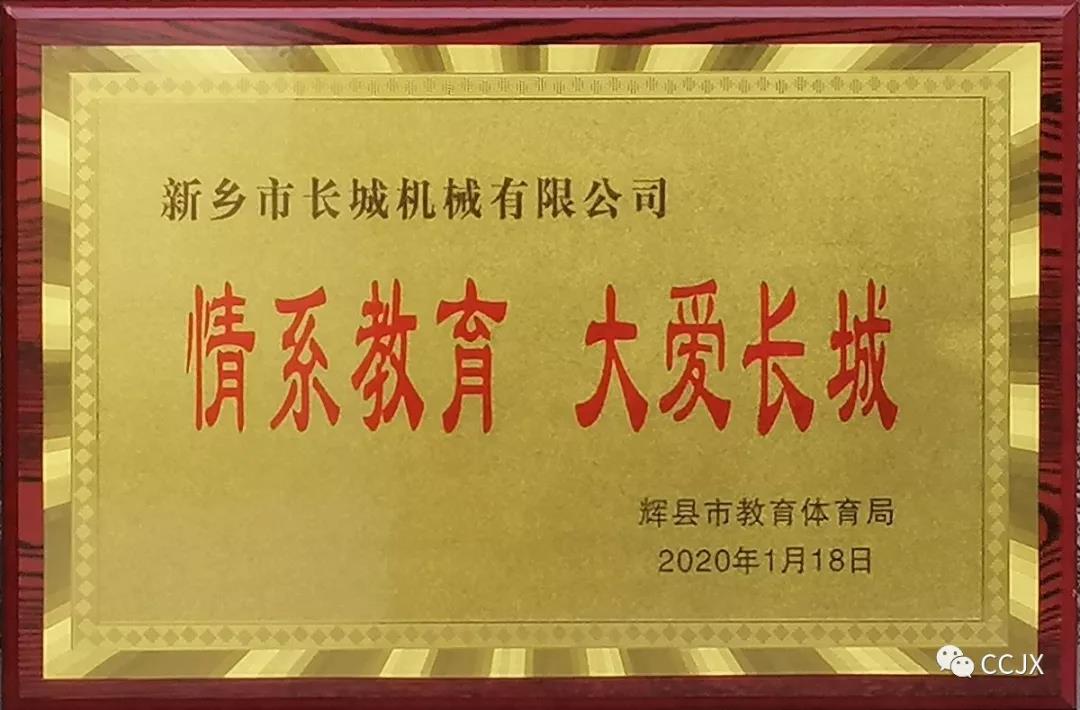 新乡市长城机械有限公司
情系教育 大爱长城
辉县市教育体育局
2020年1月18日
CCJX